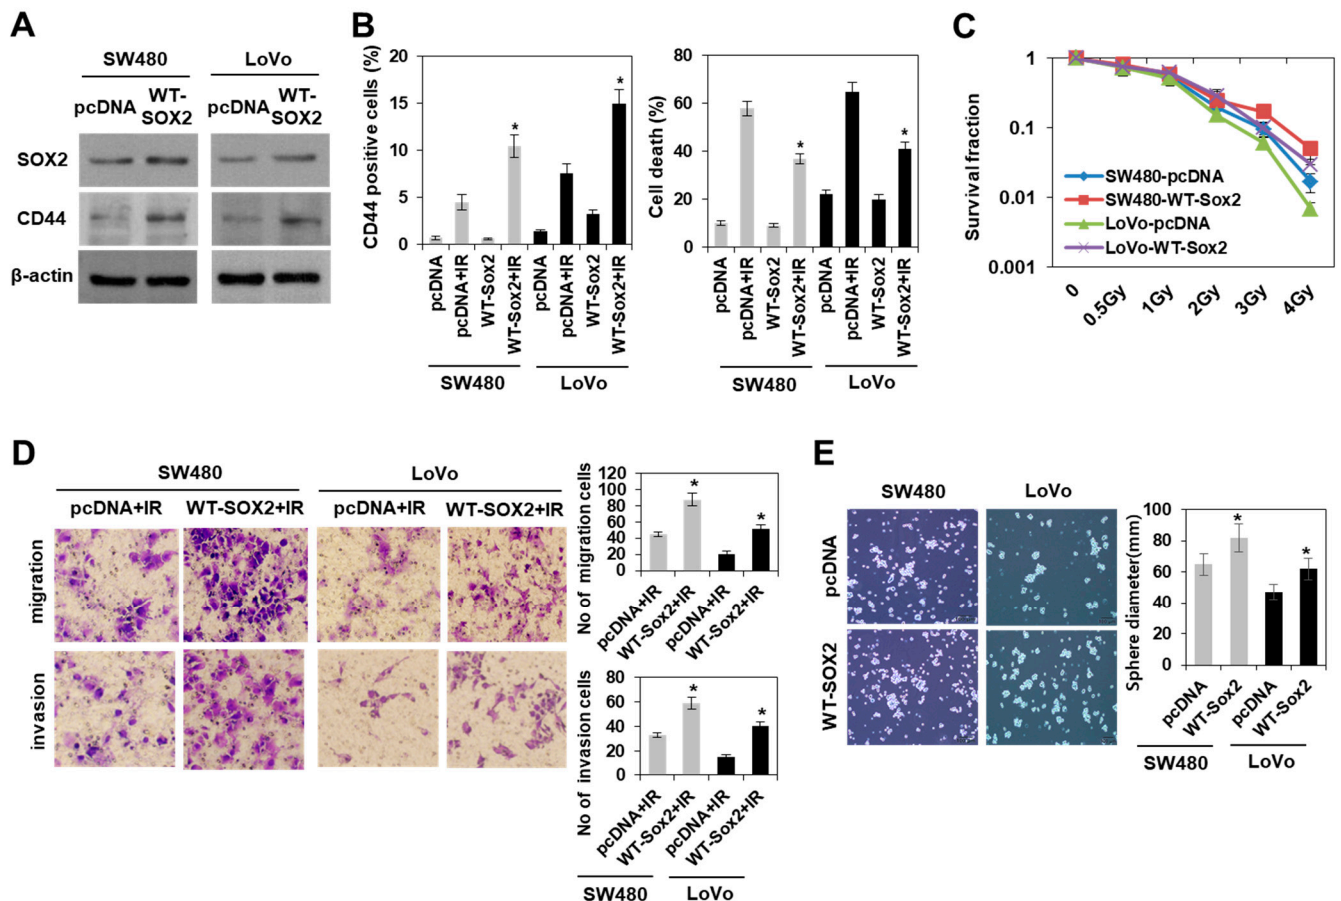 A
SW480 LoVo
pcDNA WT-SOX2 pcDNA WT-SOX2
SOX2
CD44
β-actin
B
CD44 positive cells (%)
20
15
10
5
0
pcDNA
pcDNA+IR
WT-Sox2
WT-Sox2+IR
pcDNA
pcDNA+IR
WT-Sox2
WT-Sox2+IR
* *
SW480 LoVo
Cell death (%)
80
60
40
20
0
pcDNA
pcDNA+IR
WT-Sox2
WT-Sox2+IR
pcDNA
pcDNA+IR
WT-Sox2
WT-Sox2+IR
* *
SW480 LoVo
C
Survival fraction
1
0.1
0.01
0.001
SW480-pcDNA
SW480-WT-Sox2
LoVo-pcDNA
LoVo-WT-Sox2
0 0.5Gy 1Gy 2Gy 3Gy 4Gy
D
SW480 LoVo
pcDNA+IR WT-SOX2+IR pcDNA+IR WT-SOX2+IR
migration
invasion
No of migration cells
120
100
80
60
40
20
0
* *
pcDNA+IR
WT-Sox2+IR
pcDNA+IR
WT-Sox2+IR
No of invasion cells
80
60
40
20
0
* *
pcDNA+IR
WT-Sox2+IR
pcDNA+IR
WT-Sox2+IR
SW480 LoVo
E
SW480 LoVo
pcDNA
WT-SOX2
Sphere diameter(mm)
100
80
60
40
20
0
* *
pcDNA
WT-Sox2
pcDNA
WT-Sox2
SW480 LoVo